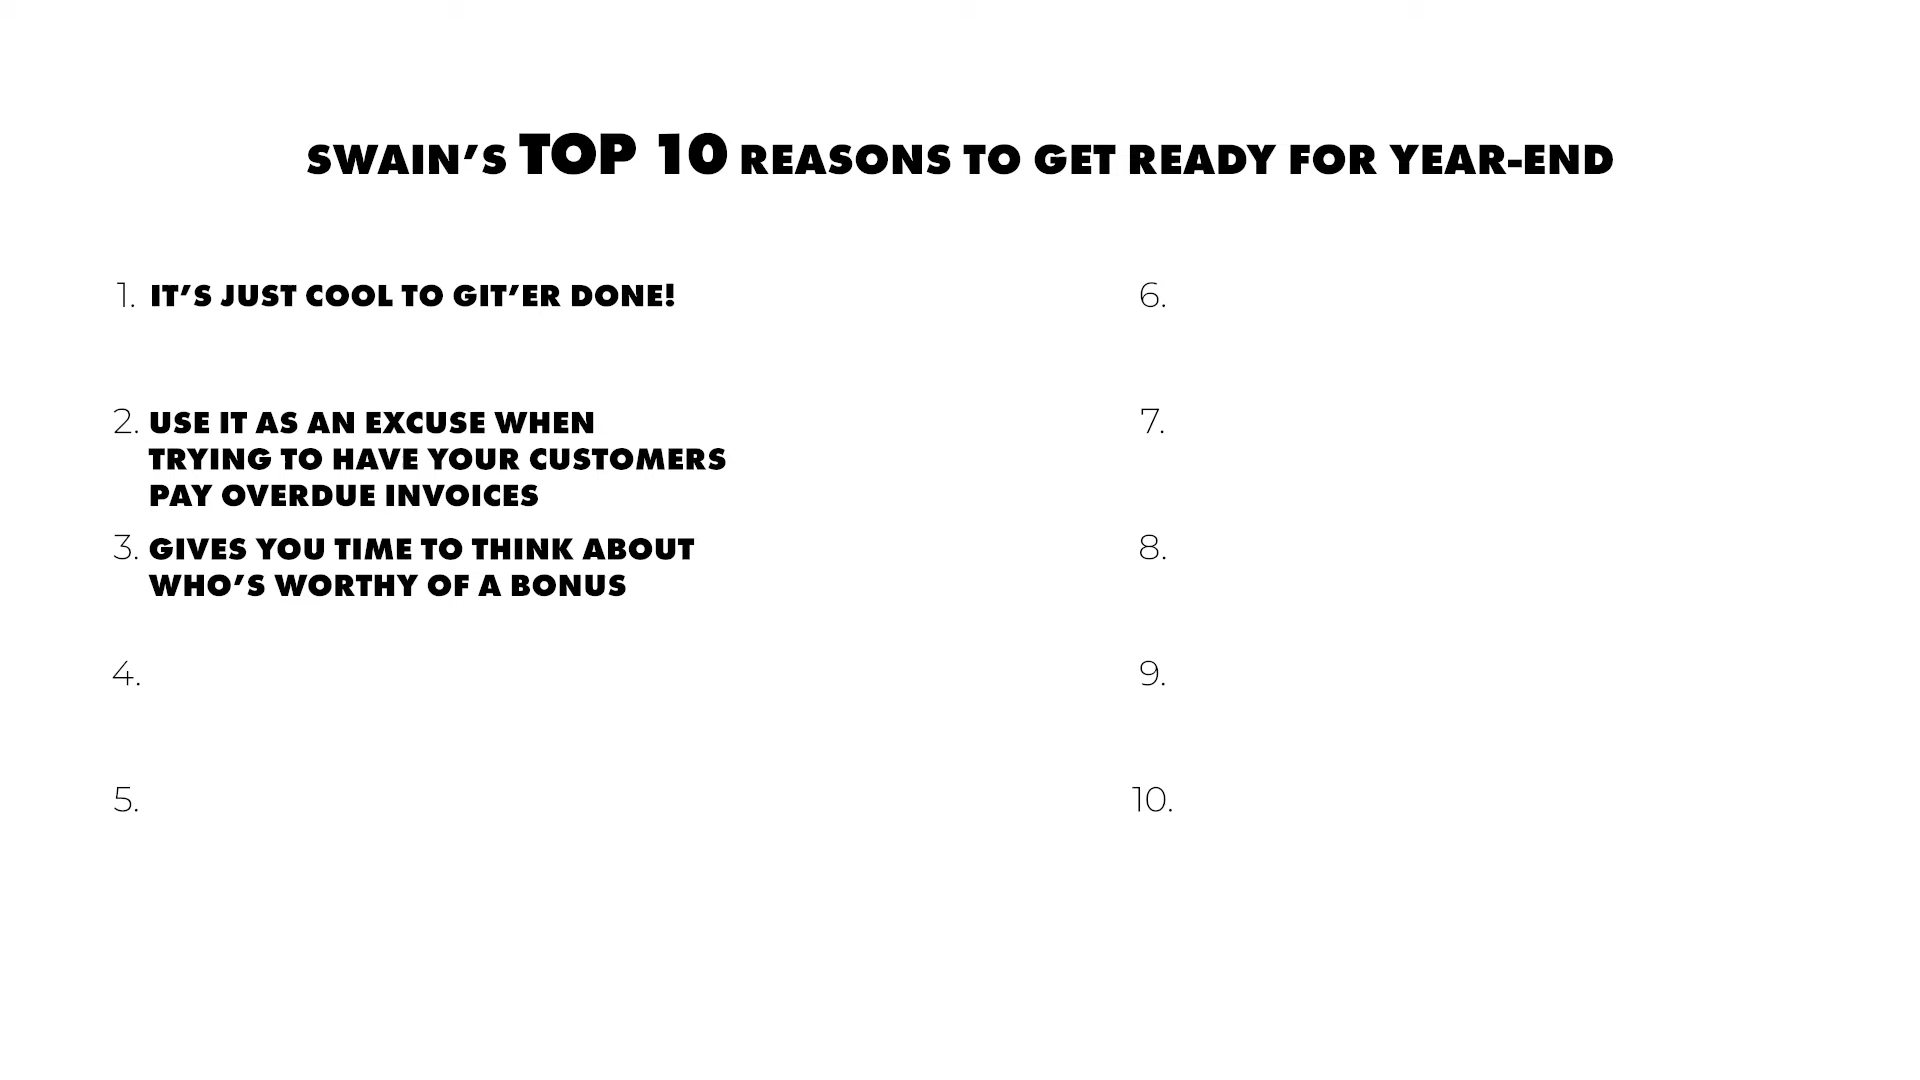 SWAIN’S TOP 10 REASONS TO GET READY FOR YEAR-END
1. IT’S JUST COOL TO GIT’ER DONE!
2. USE IT AS AN EXCUSE WHEN
TRYING TO HAVE YOUR CUSTOMERS
PAY OVERDUE INVOICES
3. GIVES YOU TIME TO THINK ABOUT
WHO’S WORTHY OF A BONUS
4.
5.
6.
7.
8.
9.
10.